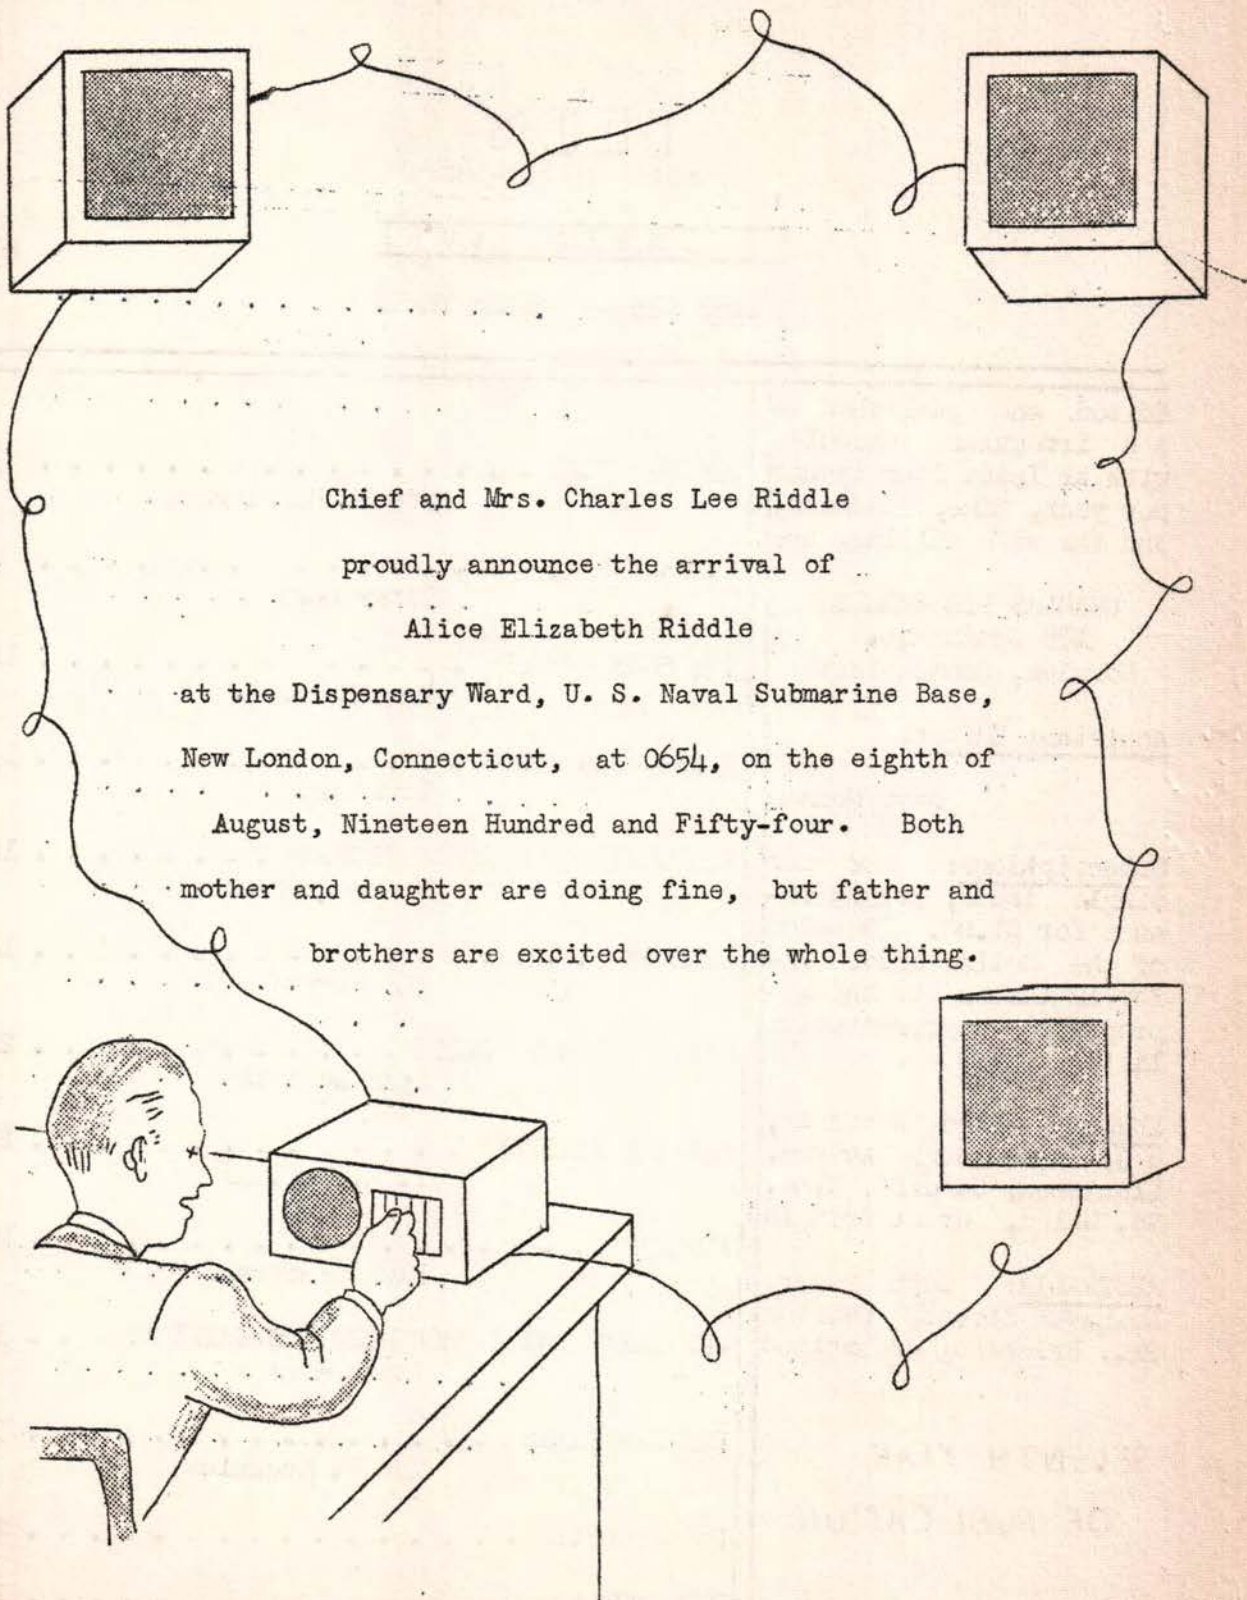 Chief and Mrs. Charles Lee Riddle
proudly announce the arrival of
Alice Elizabeth Riddle
at the Dispensary Ward, U. S. Naval Submarine Base,
New London, Connecticut, at 0654, on the eighth of
August, Nineteen Hundred and Fifty-four. Both
mother and daughter are doing fine, but father and
brothers are excited over the whole thing.